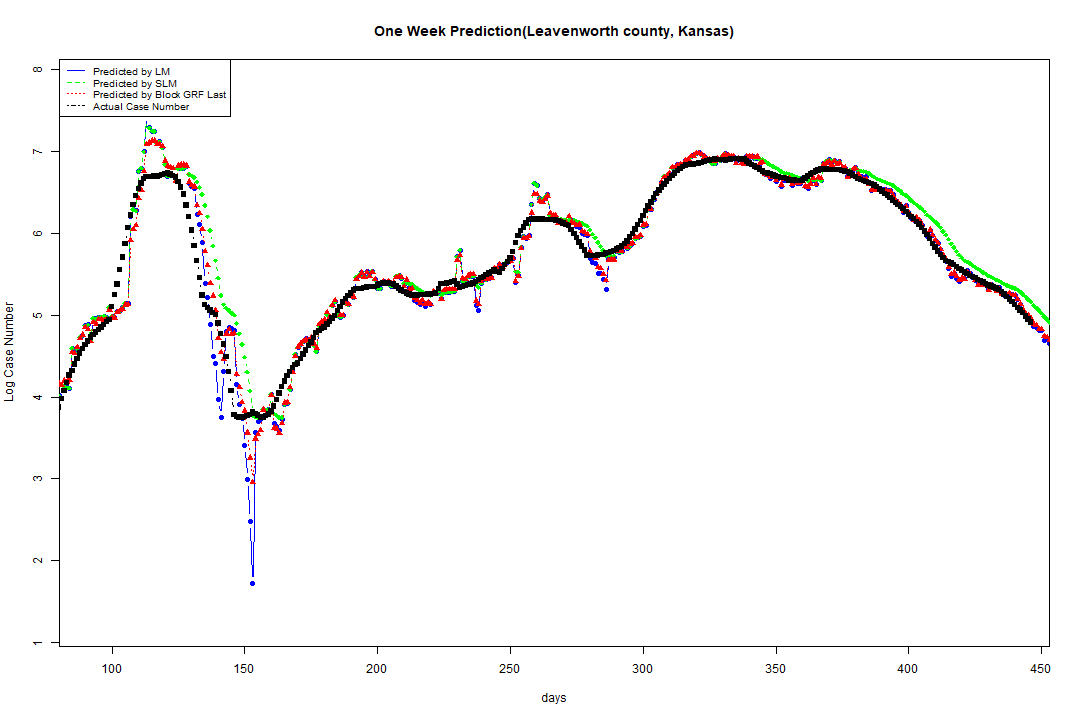 One Week Prediction(Leavenworth county, Kansas)
Predicted by LM
Predicted by SLM
Predicted by Block GRF Last
Actual Case Number
8
7
6
5
4
3
2
1
Log Case Number
100 150 200 250 300 350 400 450
days